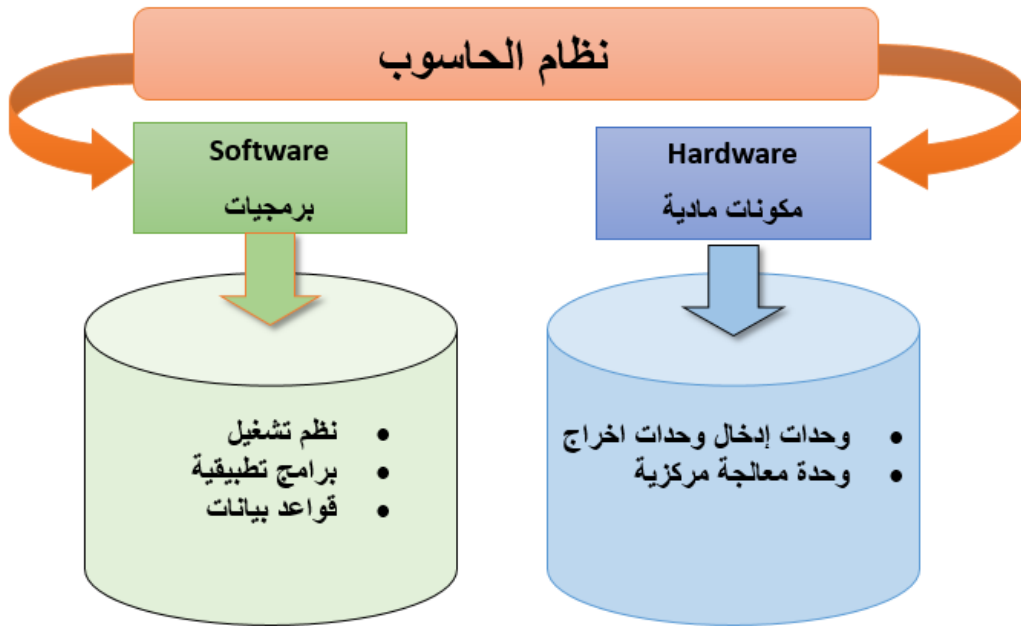 نظام الحاسوب
Hardware
مكونات مادية
Software
برمجيات
● وحدات إدخال وحدات اخراج
● وحدة معالجة مركزية
● نظم تشغيل
● برامج تطبيقية
● قواعد بيانات